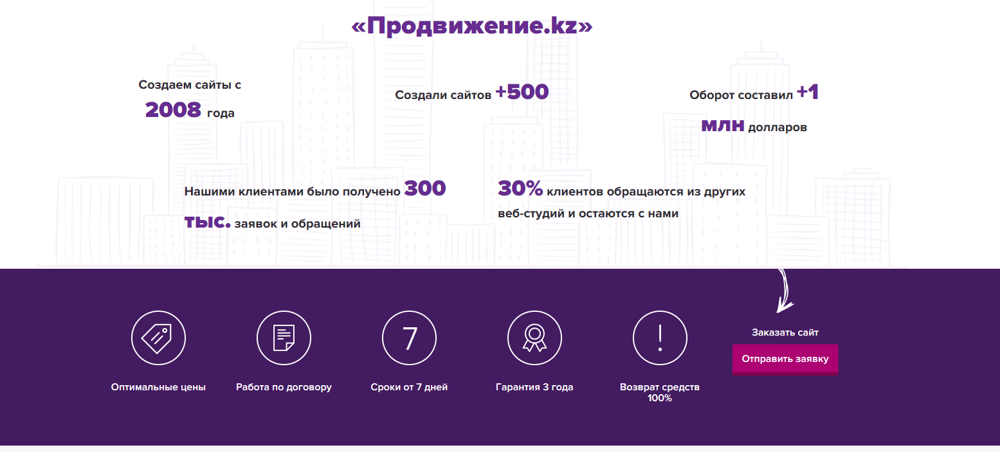 «Продвижение.kz»
Создаем сайты с
2008 года
Создали сайтов +500
Оборот составил +1
млн долларов
Нашими клиентами было получено 300
тыс. заявок и обращений
30% клиентов обращаются из других
веб-студий и остаются с нами
7
Оптимальные цены
Работа по договору
Сроки от 7 дней
Гарантия 3 года
Возврат средств
100%
Заказать сайт
Отправить заявку